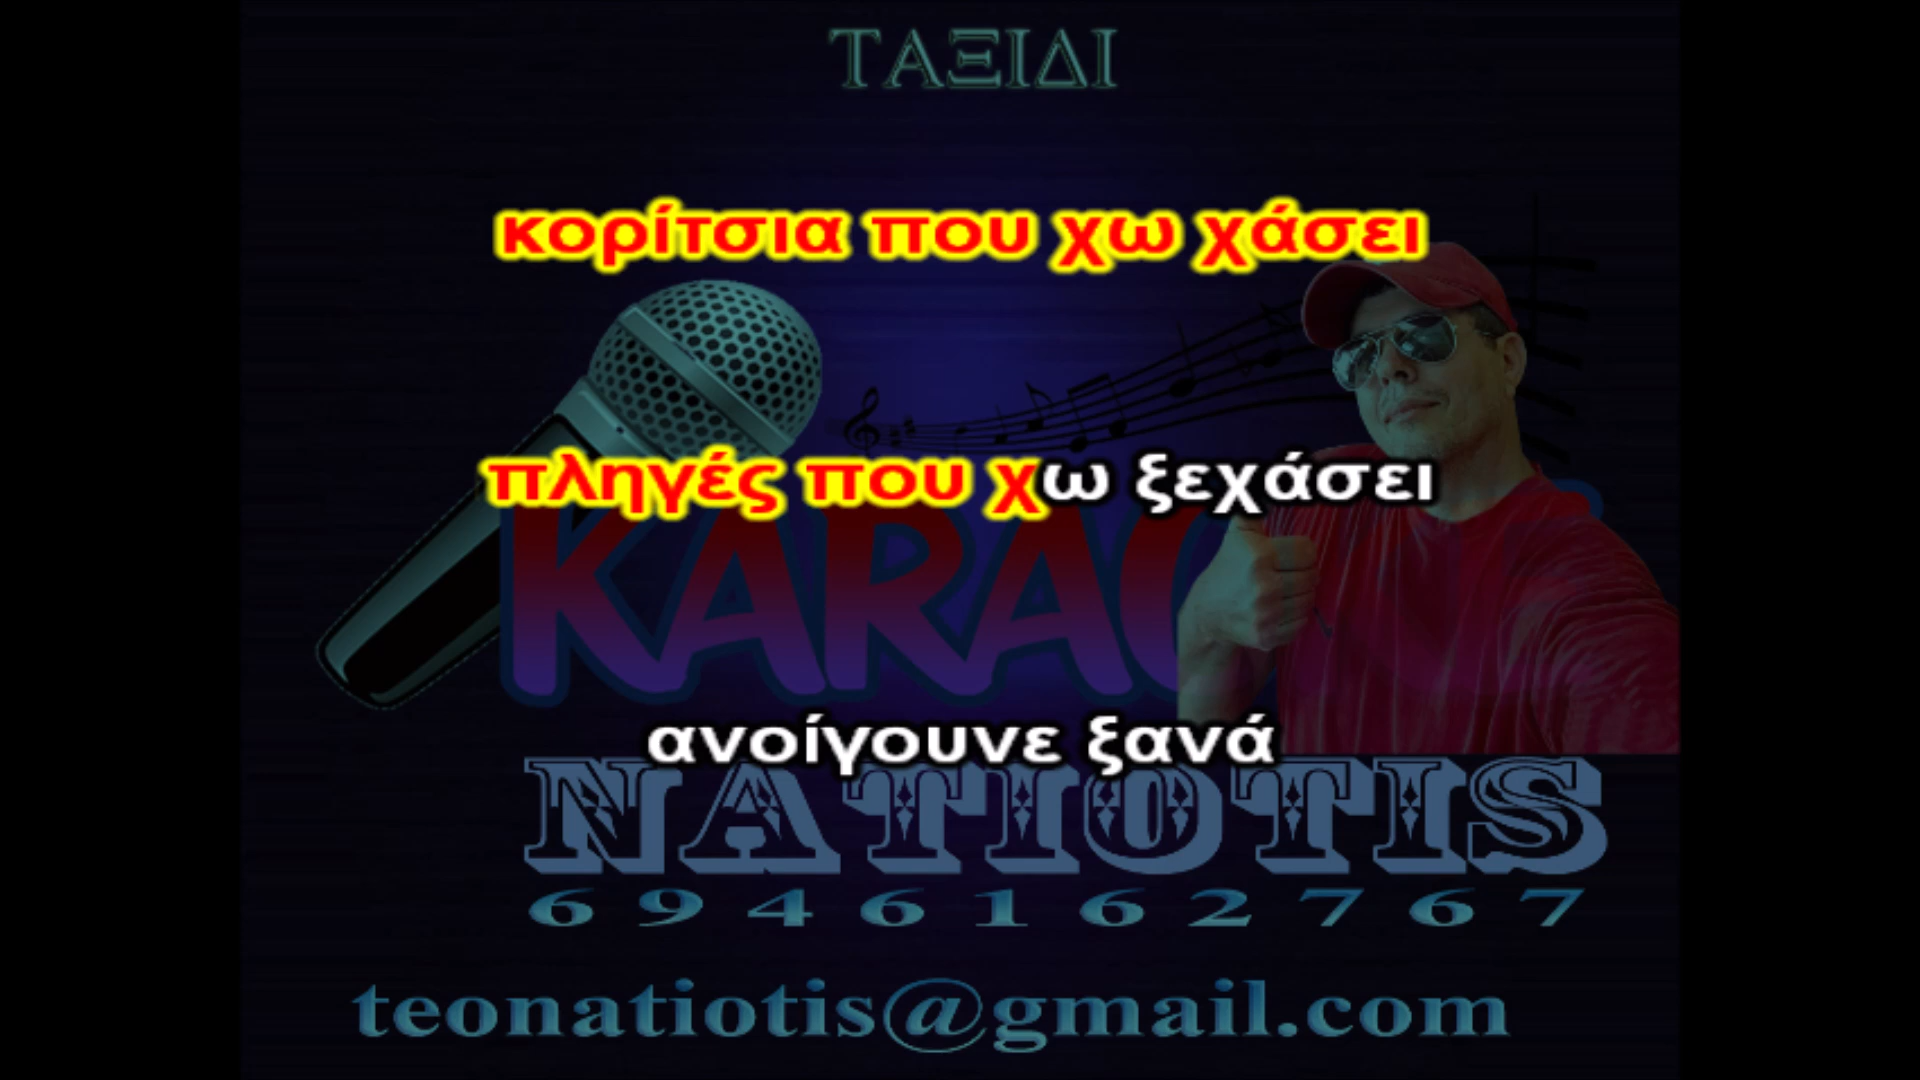 ΤΑΞΙΔΙ
κορίτσια που χω χάσει
πληγές που χω ξεχάσει
ανοίγουνε ξανά
NATIOTIS
6946162767
teonatiotis@gmail.com